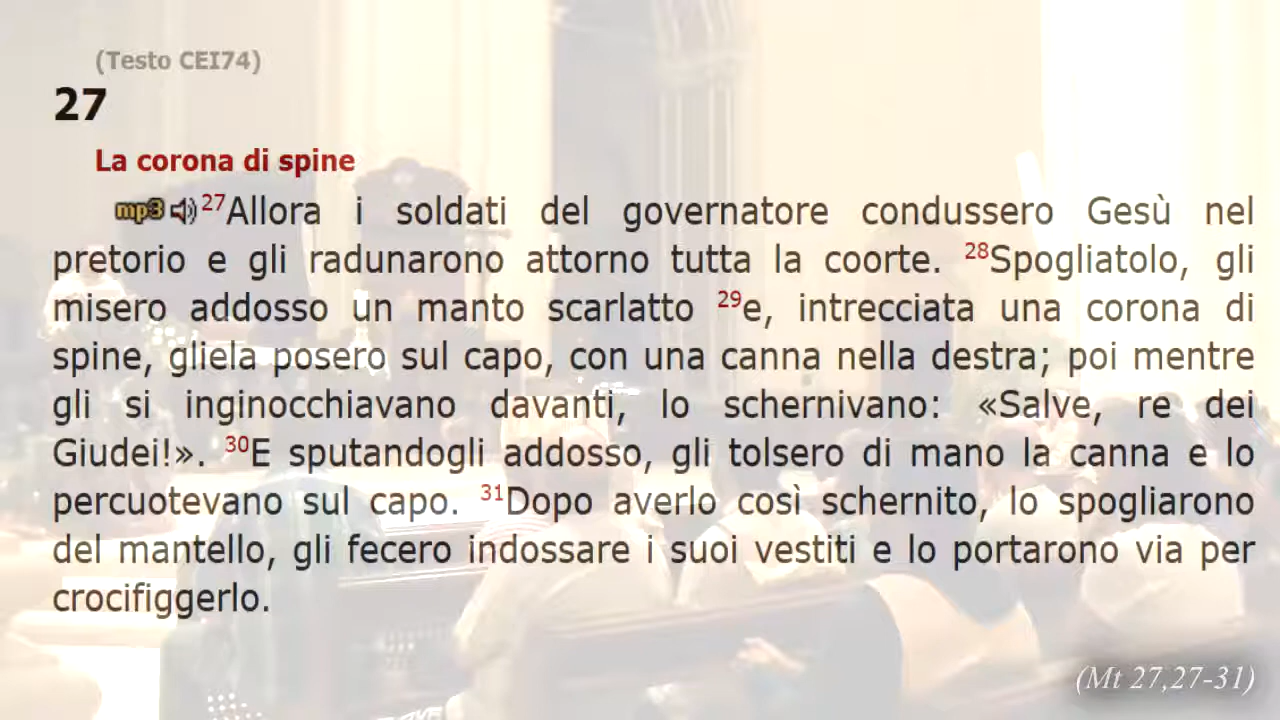 (Testo CEI74)
27
La corona di spine
mp3 27Allora i soldati del governatore condussero Gesù nel
pretorio e gli radunarono attorno tutta la coorte. 28Spogliatolo, gli
misero addosso un manto scarlatto 29e, intrecciata una corona di
spine, gliela posero sul capo, con una canna nella destra; poi mentre
gli si inginocchiavano davanti, lo schernivano: «Salve, re dei
Giudei!». 30E sputandogli addosso, gli tolsero di mano la canna e lo
percuotevano sul capo. 31Dopo averlo così schernito, lo spogliarono
del mantello, gli fecero indossare i suoi vestiti e lo portarono via per
crocifiggerlo.
(Mt 27,27-31)